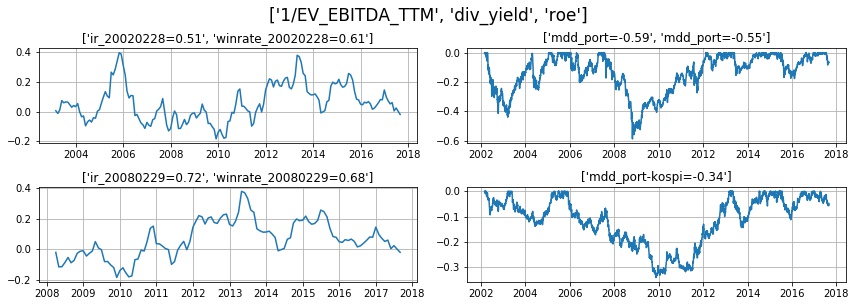 ['1/EV_EBITDA_TTM', 'div_yield', 'roe']
['ir_20020228=0.51', 'winrate_20020228=0.61']
0.4
0.2
0.0
−0.2
2004 2006 2008 2010 2012 2014 2016 2018
['mdd_port=-0.59', 'mdd_port=-0.55']
0.0
−0.2
−0.4
−0.6
2002 2004 2006 2008 2010 2012 2014 2016 2018
['ir_20080229=0.72', 'winrate_20080229=0.68']
0.4
0.2
0.0
−0.2
2008 2009 2010 2011 2012 2013 2014 2015 2016 2017 2018
['mdd_port-kospi=-0.34']
0.0
−0.1
−0.2
−0.3
2002 2004 2006 2008 2010 2012 2014 2016 2018